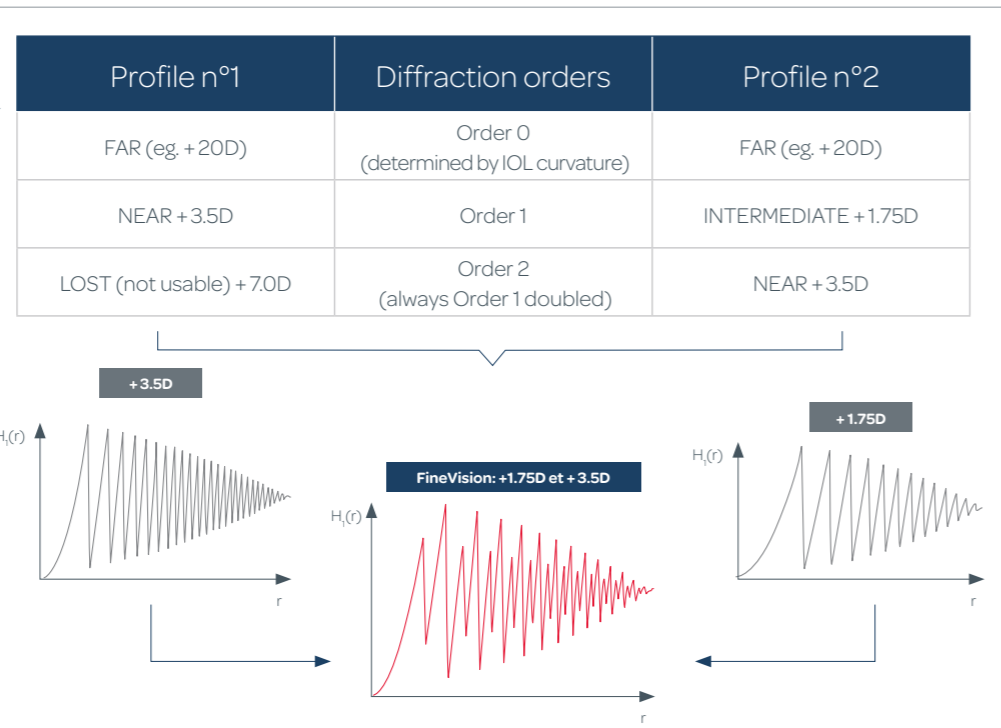 Profile n°1
Diffraction orders
Profile n°2
FAR (eg. +20D)
Order 0
(determined by IOL curvature)
FAR (eg. +20D)
NEAR +3.5D
Order 1
INTERMEDIATE +1.75D
LOST (not usable) +7.0D
Order 2
(always Order 1 doubled)
NEAR +3.5D
+3.5D
+1.75D
H₁(r)
H₁(r)
FineVision: +1.75D et +3.5D
H₁(r)
r
r
r